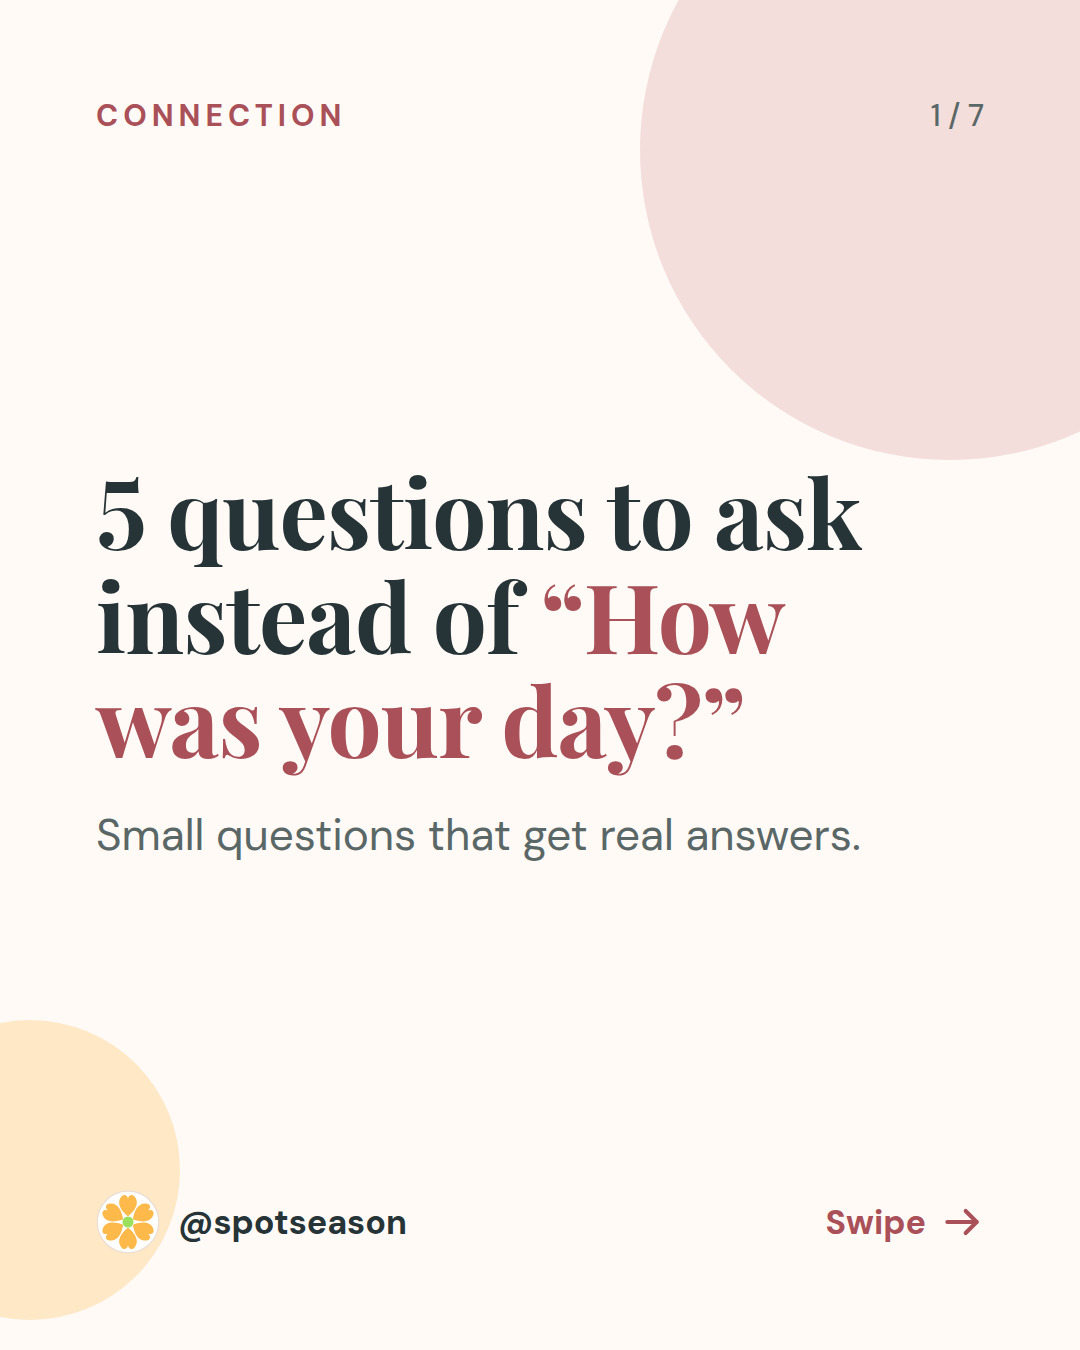 CONNECTION
1 / 7
5 questions to ask
instead of “How
was your day?”
Small questions that get real answers.
@spotseason
Swipe →